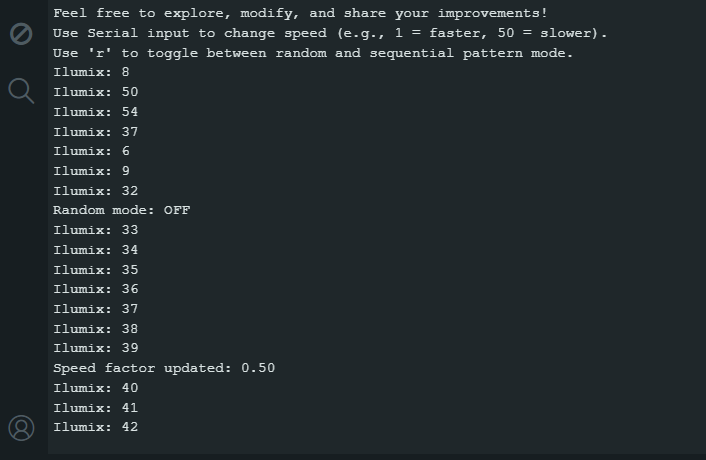 Feel free to explore, modify, and share your improvements!
Use Serial input to change speed (e.g., 1 = faster, 50 = slower).
Use 'r' to toggle between random and sequential pattern mode.
Ilumix: 8
Ilumix: 50
Ilumix: 54
Ilumix: 37
Ilumix: 6
Ilumix: 9
Ilumix: 32
Random mode: OFF
Ilumix: 33
Ilumix: 34
Ilumix: 35
Ilumix: 36
Ilumix: 37
Ilumix: 38
Ilumix: 39
Speed factor updated: 0.50
Ilumix: 40
Ilumix: 41
Ilumix: 42